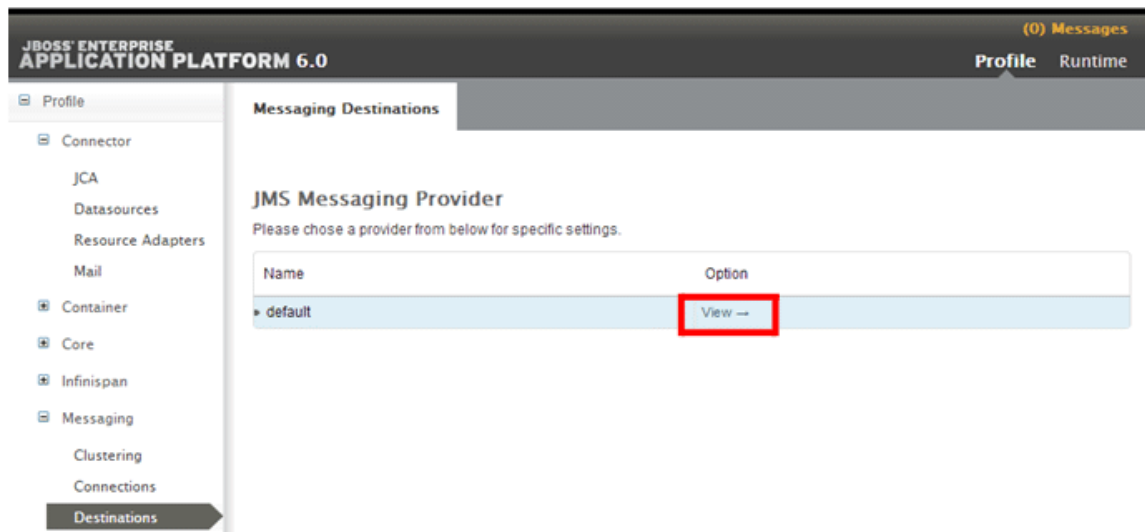 (0) Messages
JBOSS' ENTERPRISE
APPLICATION PLATFORM 6.0
Profile Runtime
Profile
Messaging Destinations
Connector
JCA
Datasources
Resource Adapters
Mail
Container
Core
Infinispan
Messaging
Clustering
Connections
Destinations
JMS Messaging Provider
Please chose a provider from below for specific settings.
Name Option
default View →